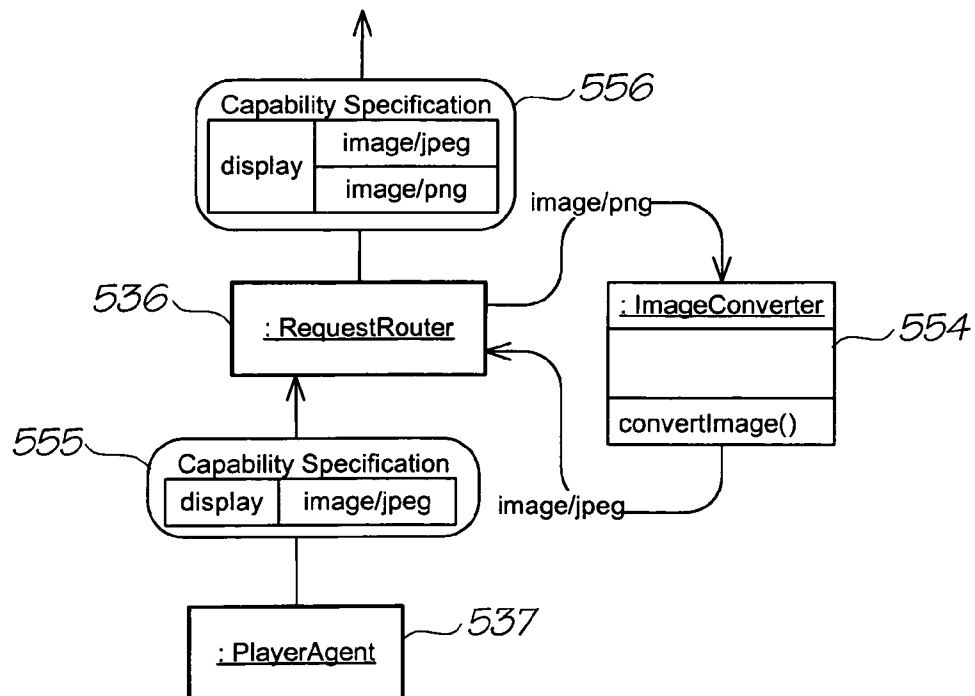 556
Capability Specification
display
image/jpeg
image/png
image/png
536
: RequestRouter
: ImageConverter
554
convertImage()
555
Capability Specification
display
image/jpeg
image/jpeg
537
: PlayerAgent